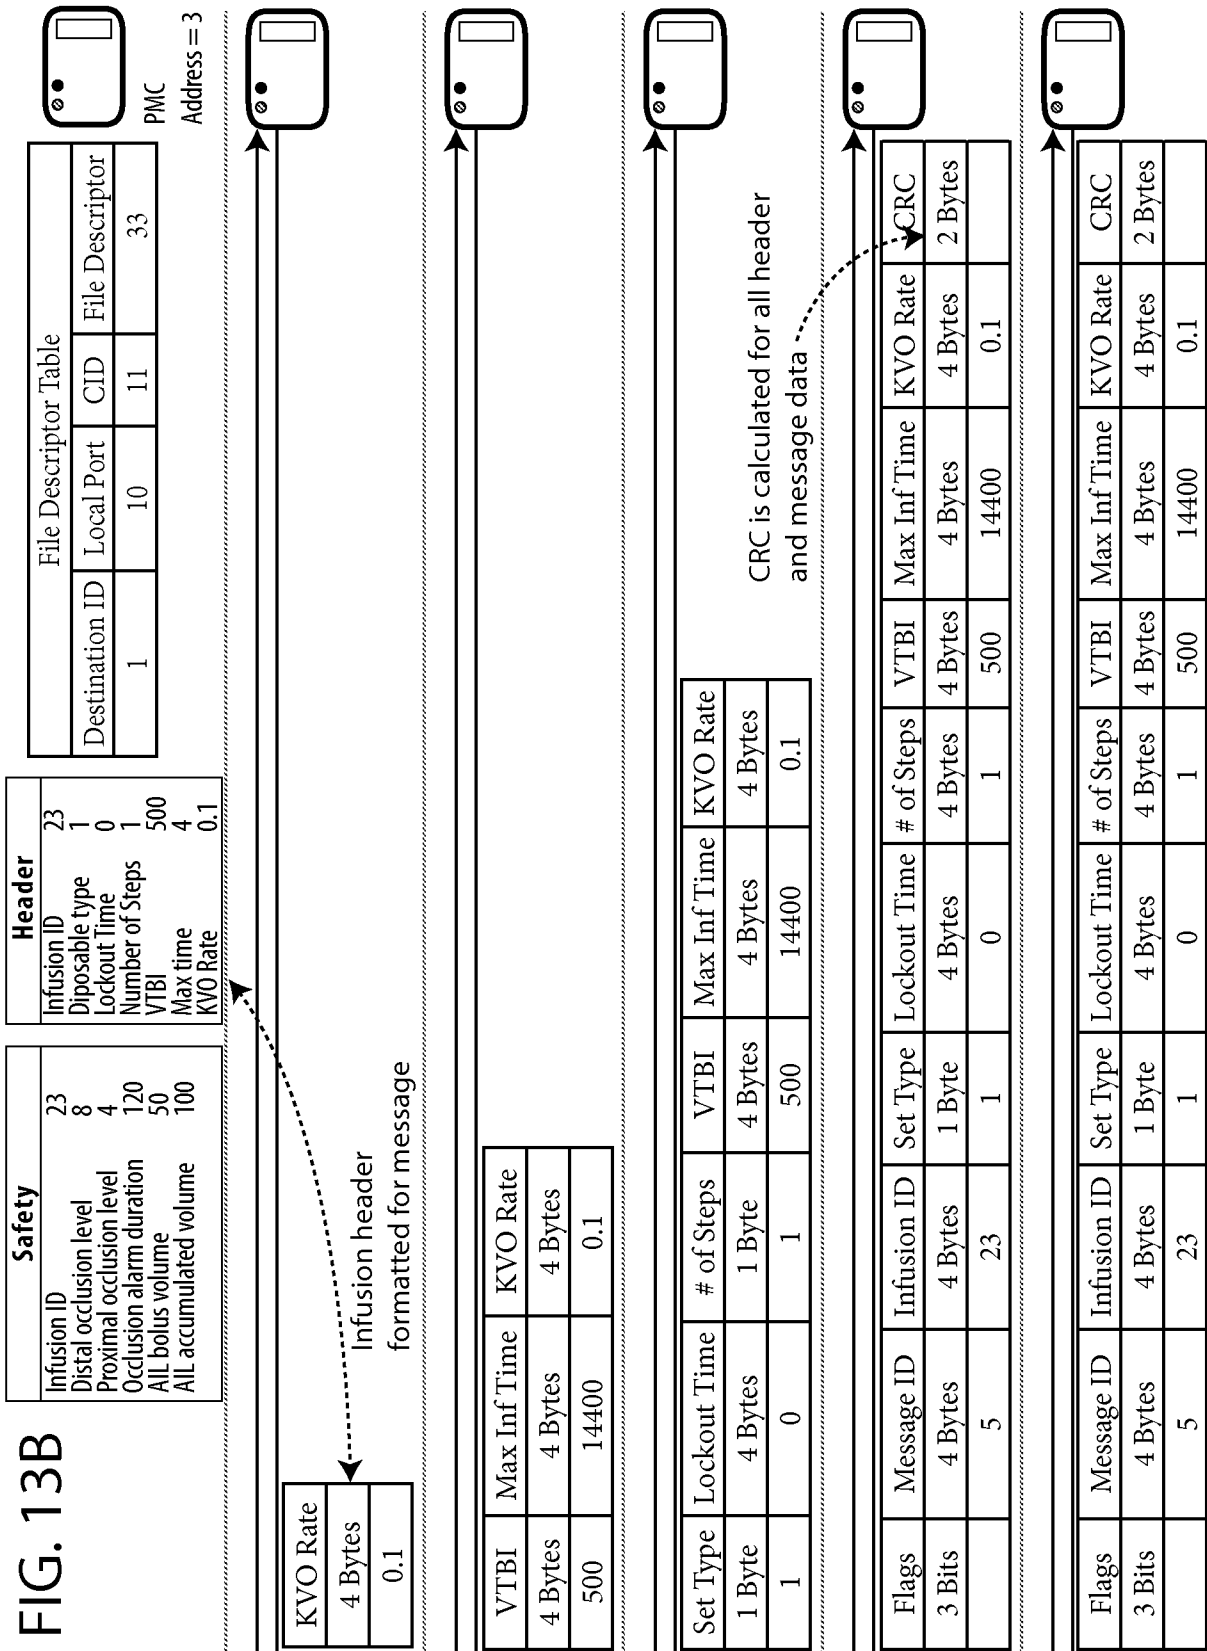 FIG. 13B
Safety
Infusion ID 23
Distal occlusion level 8
Proximal occlusion level 4
Occlusion alarm duration 120
AIL bolus volume 50
AIL accumulated volume 100
Header
Infusion ID 23
Diposable type 1
Lockout Time 0
Number of Steps 1
VTBI 500
Max time 4
KVO Rate 0.1
File Descriptor Table
Destination ID Local Port CID File Descriptor
1 10 11 33
PMC
Address = 3
KVO Rate
4 Bytes
0.1
Infusion header
formatted for message
VTBI Max Inf Time KVO Rate
4 Bytes 4 Bytes 4 Bytes
500 14400 0.1
Set Type Lockout Time # of Steps VTBI Max Inf Time KVO Rate
1 Byte 4 Bytes 1 Byte 4 Bytes 4 Bytes 4 Bytes
1 0 1 500 14400 0.1
CRC is calculated for all header
and message data
Flags Message ID Infusion ID Set Type Lockout Time # of Steps VTBI Max Inf Time KVO Rate CRC
3 Bits 4 Bytes 4 Bytes 1 Byte 4 Bytes 4 Bytes 4 Bytes 4 Bytes 4 Bytes 2 Bytes
5 23 1 0 1 500 14400 0.1
Flags Message ID Infusion ID Set Type Lockout Time # of Steps VTBI Max Inf Time KVO Rate CRC
3 Bits 4 Bytes 4 Bytes 1 Byte 4 Bytes 4 Bytes 4 Bytes 4 Bytes 4 Bytes 2 Bytes
5 23 1 0 1 500 14400 0.1